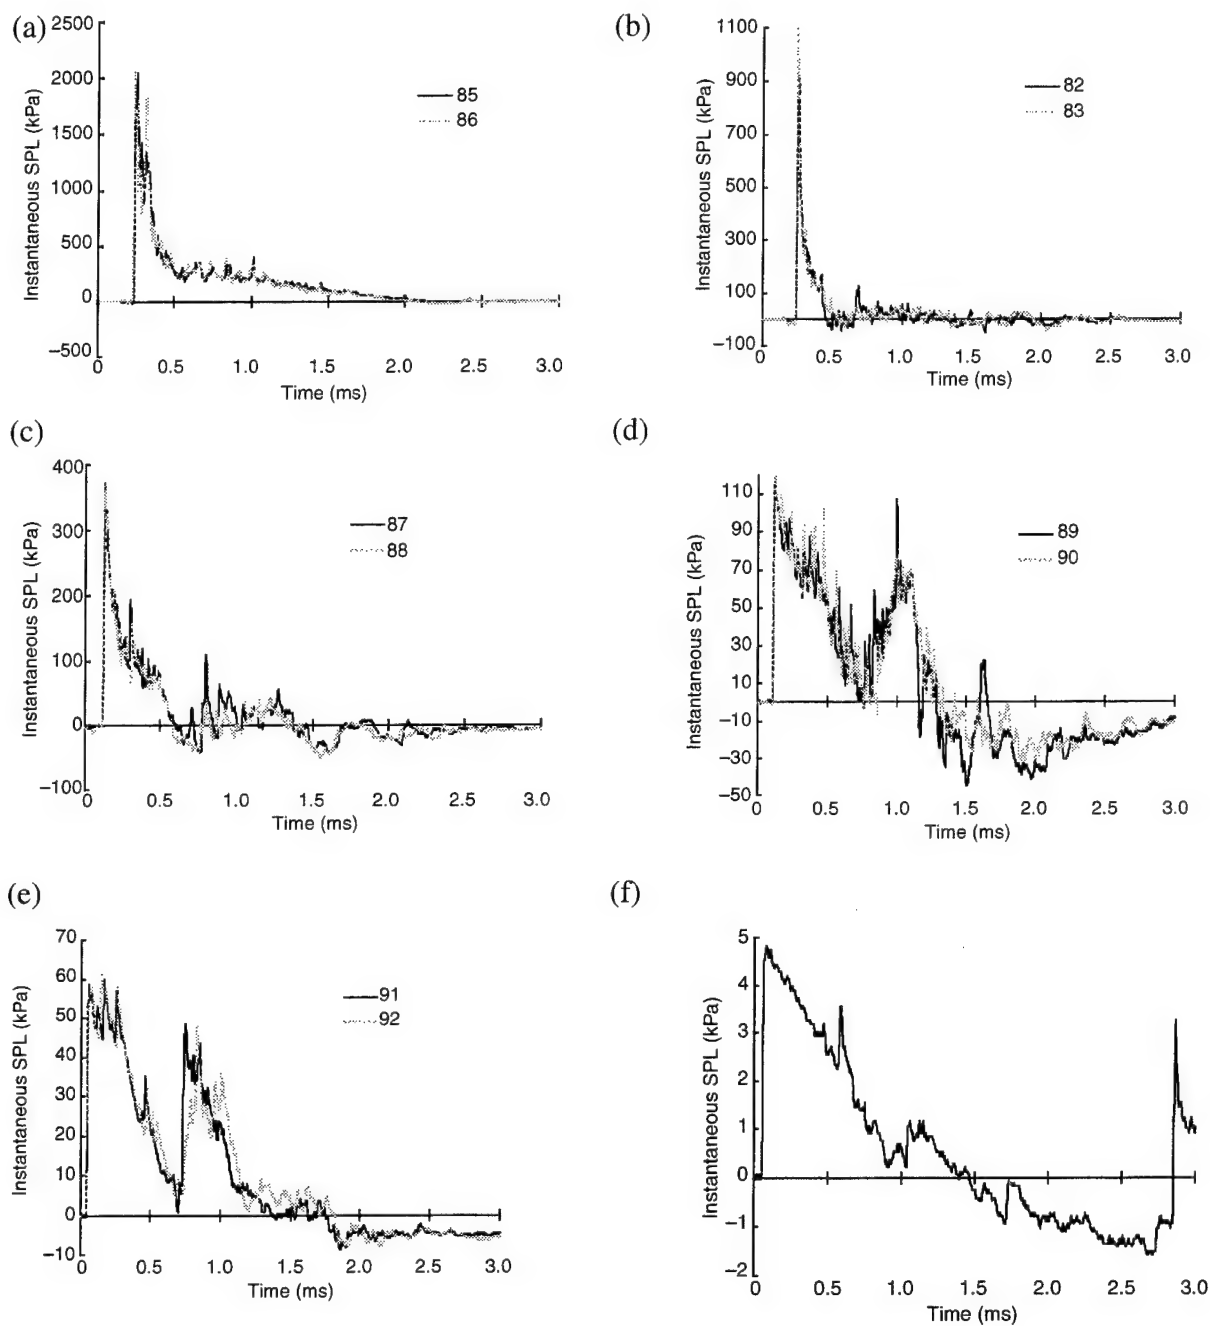 (a)
2500
2000
1500
1000
500
0
–500
Instantaneous SPL (kPa)
85
86
0 0.5 1.0 1.5 2.0 2.5 3.0
Time (ms)
(b)
1100
900
700
500
300
100
–100
Instantaneous SPL (kPa)
82
83
0 0.5 1.0 1.5 2.0 2.5 3.0
Time (ms)
(c)
400
300
200
100
0
–100
Instantaneous SPL (kPa)
87
88
0 0.5 1.0 1.5 2.0 2.5 3.0
Time (ms)
(d)
110
90
70
50
30
10
–10
–30
–50
Instantaneous SPL (kPa)
89
90
0 0.5 1.0 1.5 2.0 2.5 3.0
Time (ms)
(e)
70
60
50
40
30
20
10
0
–10
Instantaneous SPL (kPa)
91
92
0.5 1.0 1.5 2.0 2.5 3.0
Time (ms)
(f)
5
4
3
2
1
0
–1
–2
Instantaneous SPL (kPa)
0 0.5 1.0 1.5 2.0 2.5 3.0
Time (ms)